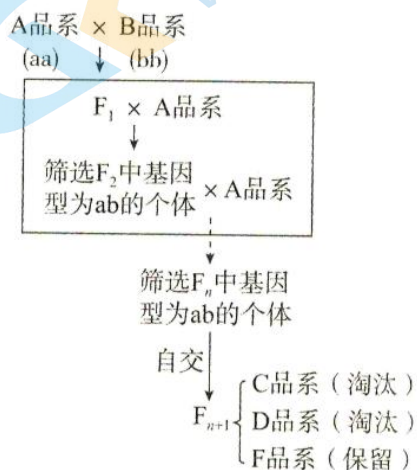 A品系 × B品系
(aa) (bb)
F₁ × A品系
筛选F₂中基因
型为ab的个体 × A品系
筛选Fₙ中基因
型为ab的个体
自交
Fₙ₊₁
C品系（淘汰）
D品系（淘汰）
F品系（保留）